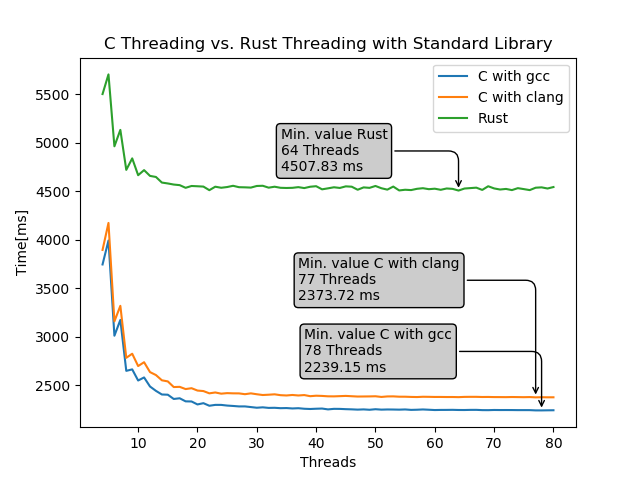 C Threading vs. Rust Threading with Standard Library
C with gcc
C with clang
Rust
Min. value Rust
64 Threads
4507.83 ms
Min. value C with clang
77 Threads
2373.72 ms
Min. value C with gcc
78 Threads
2239.15 ms
Time[ms]
5500
5000
4500
4000
3500
3000
2500
10 20 30 40 50 60 70 80
Threads